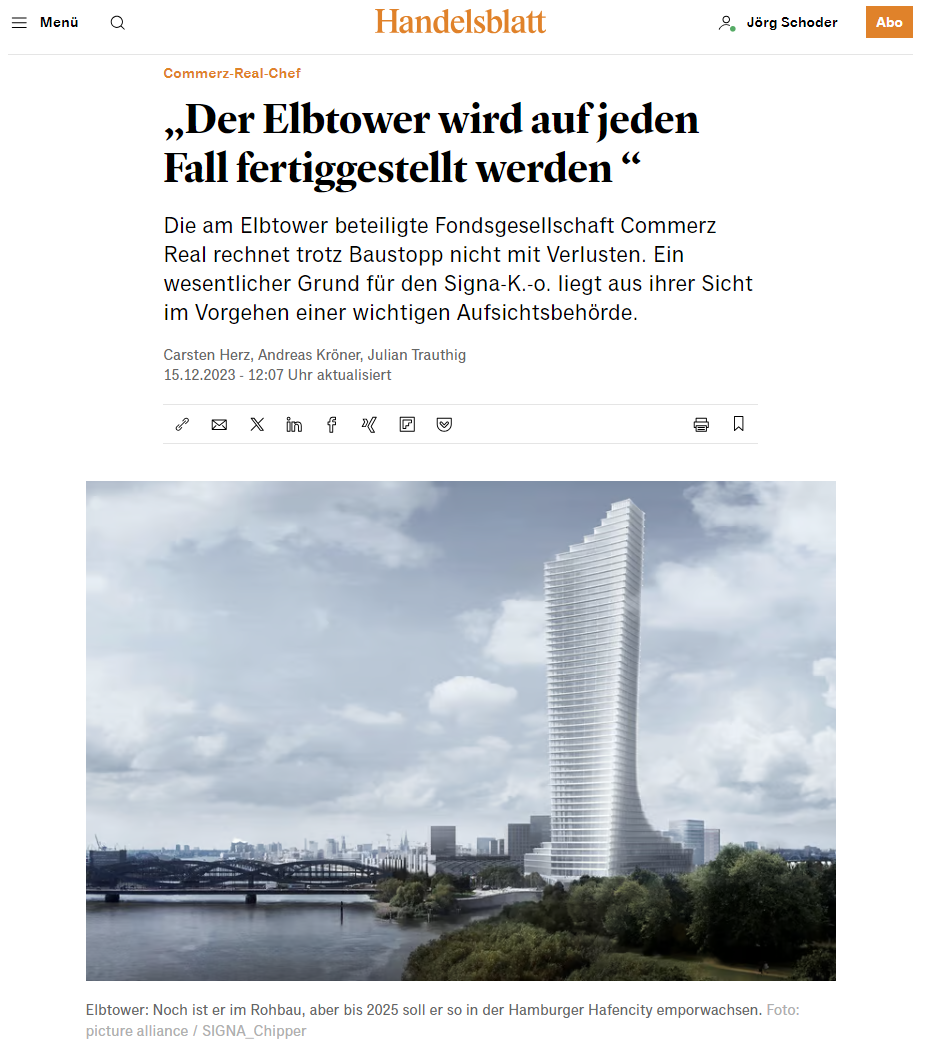 Menü
Handelsblatt
Jörg Schoder
Abo
Commerz-Real-Chef
„Der Elbtower wird auf jeden
Fall fertiggestellt werden “
Die am Elbtower beteiligte Fondsgesellschaft Commerz
Real rechnet trotz Baustopp nicht mit Verlusten. Ein
wesentlicher Grund für den Signa-K.-o. liegt aus ihrer Sicht
im Vorgehen einer wichtigen Aufsichtsbehörde.
Carsten Herz, Andreas Kröner, Julian Trauthig
15.12.2023 - 12:07 Uhr aktualisiert
Elbtower: Noch ist er im Rohbau, aber bis 2025 soll er so in der Hamburger Hafencity emporwachsen. Foto:
picture alliance / SIGNA_Chipper